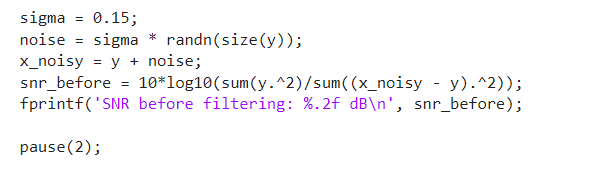 sigma = 0.15;
noise = sigma * randn(size(y));
x_noisy = y + noise;
snr_before = 10*log10(sum(y.^2)/sum((x_noisy - y).^2));
fprintf('SNR before filtering: %.2f dB\n', snr_before);
pause(2);